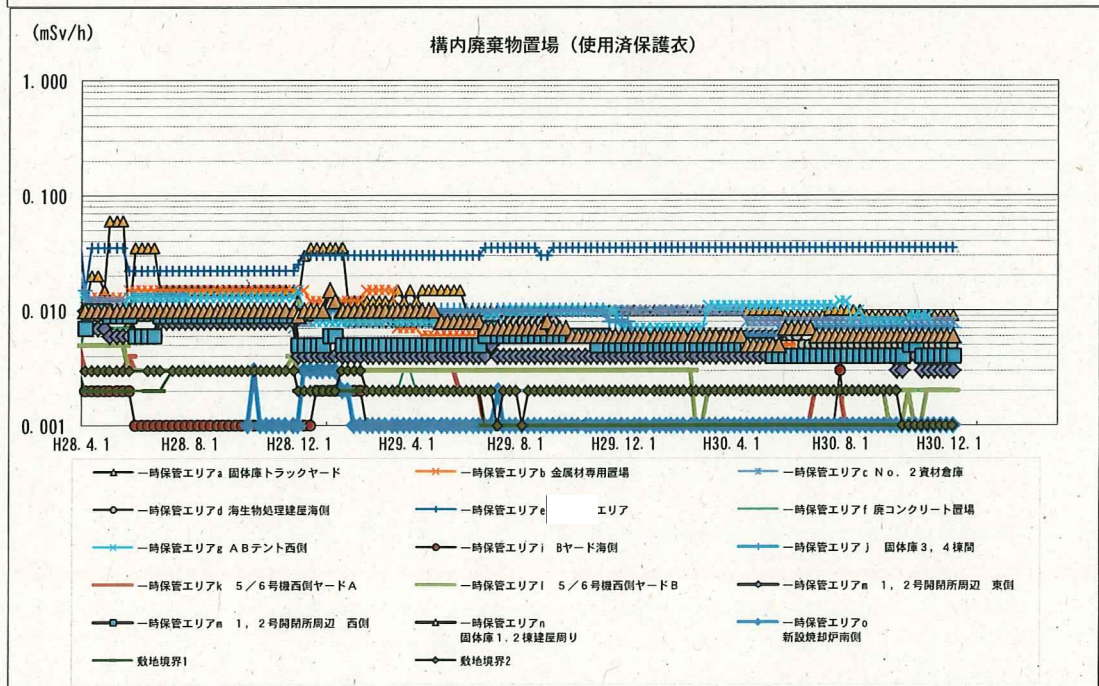 (mSv/h)
構内廃棄物置場（使用済保護衣）
1.000
0.100
0.010
0.001
H28.4.1 H28.8.1 H28.12.1 H29.4.1 H29.8.1 H29.12.1 H30.4.1 H30.8.1 H30.12.1
一時保管エリアa 固体庫トラックヤード 一時保管エリアb 金属材専用置場 一時保管エリアc No.2資材倉庫
一時保管エリアd 海生物処理建屋海側 一時保管エリアe エリア 一時保管エリアf 廃コンクリート置場
一時保管エリアg ABテント西側 一時保管エリアi Bヤード海側 一時保管エリアj 固体庫3，4棟間
一時保管エリアk 5／6号機西側ヤードA 一時保管エリアl 5／6号機西側ヤードB 一時保管エリアm 1，2号開閉所周辺 東側
一時保管エリアm 1，2号開閉所周辺 西側 一時保管エリアn 一時保管エリアo
固体庫1,2棟建屋周り 新設焼却炉南側
敷地境界1 敷地境界2